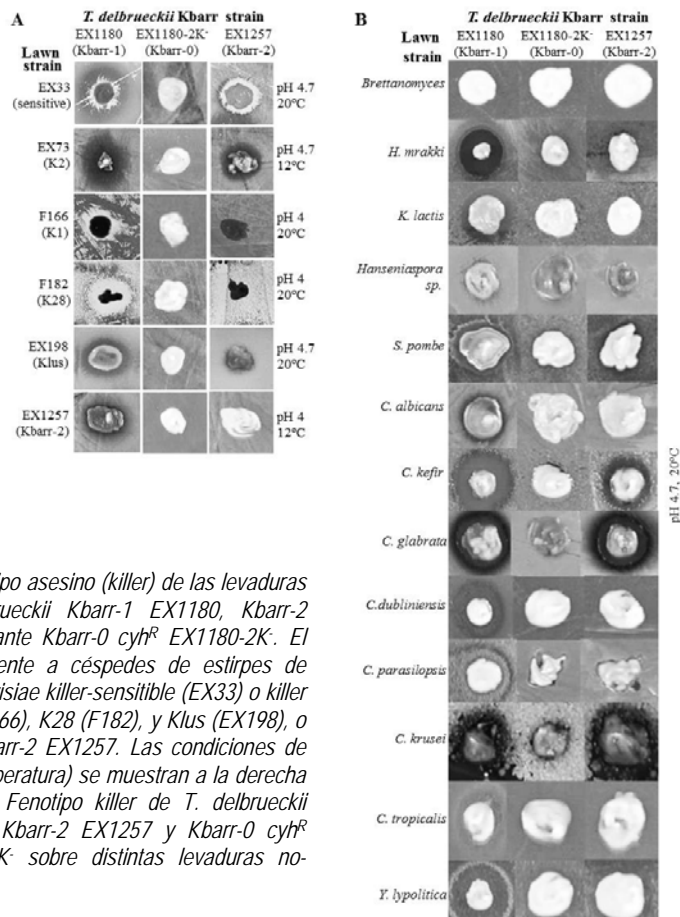 A
T. delbrueckii Kbarr strain
Lawn strain
EX1180 (Kbarr-1)
EX1180-2K- (Kbarr-0)
EX1257 (Kbarr-2)
EX33 (sensitive)
pH 4.7 20ºC
EX73 (K2)
pH 4.7 12ºC
F166 (K1)
pH 4 20ºC
F182 (K28)
pH 4 20ºC
EX198 (Klus)
pH 4.7 20ºC
EX1257 (Kbarr-2)
pH 4 12ºC
ipo asesino (killer) de las levaduras
rueckii Kbarr-1 EX1180, Kbarr-2
ante Kbarr-0 cyhR EX1180-2K-. El
ente a céspedes de estirpes de
isiae killer-sensitible (EX33) o killer
66), K28 (F182), y Klus (EX198), o
arr-2 EX1257. Las condiciones de
peratura) se muestran a la derecha
Fenotipo killer de T. delbrueckii
Kbarr-2 EX1257 y Kbarr-0 cyhR
K- sobre distintas levaduras no-
B
T. delbrueckii Kbarr strain
Lawn strain
EX1180 (Kbarr-1)
EX1180-2K- (Kbarr-0)
EX1257 (Kbarr-2)
Brettanomyces
H. mrakki
K. lactis
Hanseniaspora sp.
S. pombe
C. albicans
C. kefir
C. glabrata
C.dubliniensis
C. parasilopsis
C. krusei
C. tropicalis
Y. lypolitica
pH 4.7, 20ºC